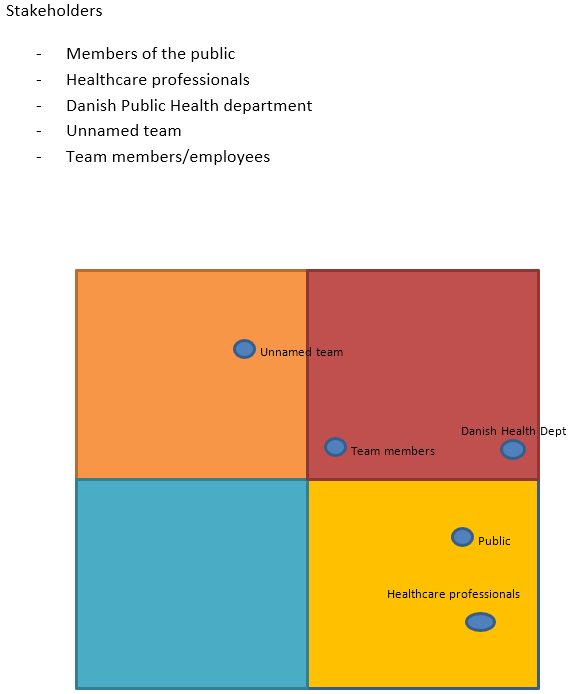 Stakeholders
- Members of the public
- Healthcare professionals
- Danish Public Health department
- Unnamed team
- Team members/employees
Unnamed team
Danish Health Dept
Team members
Public
Healthcare professionals